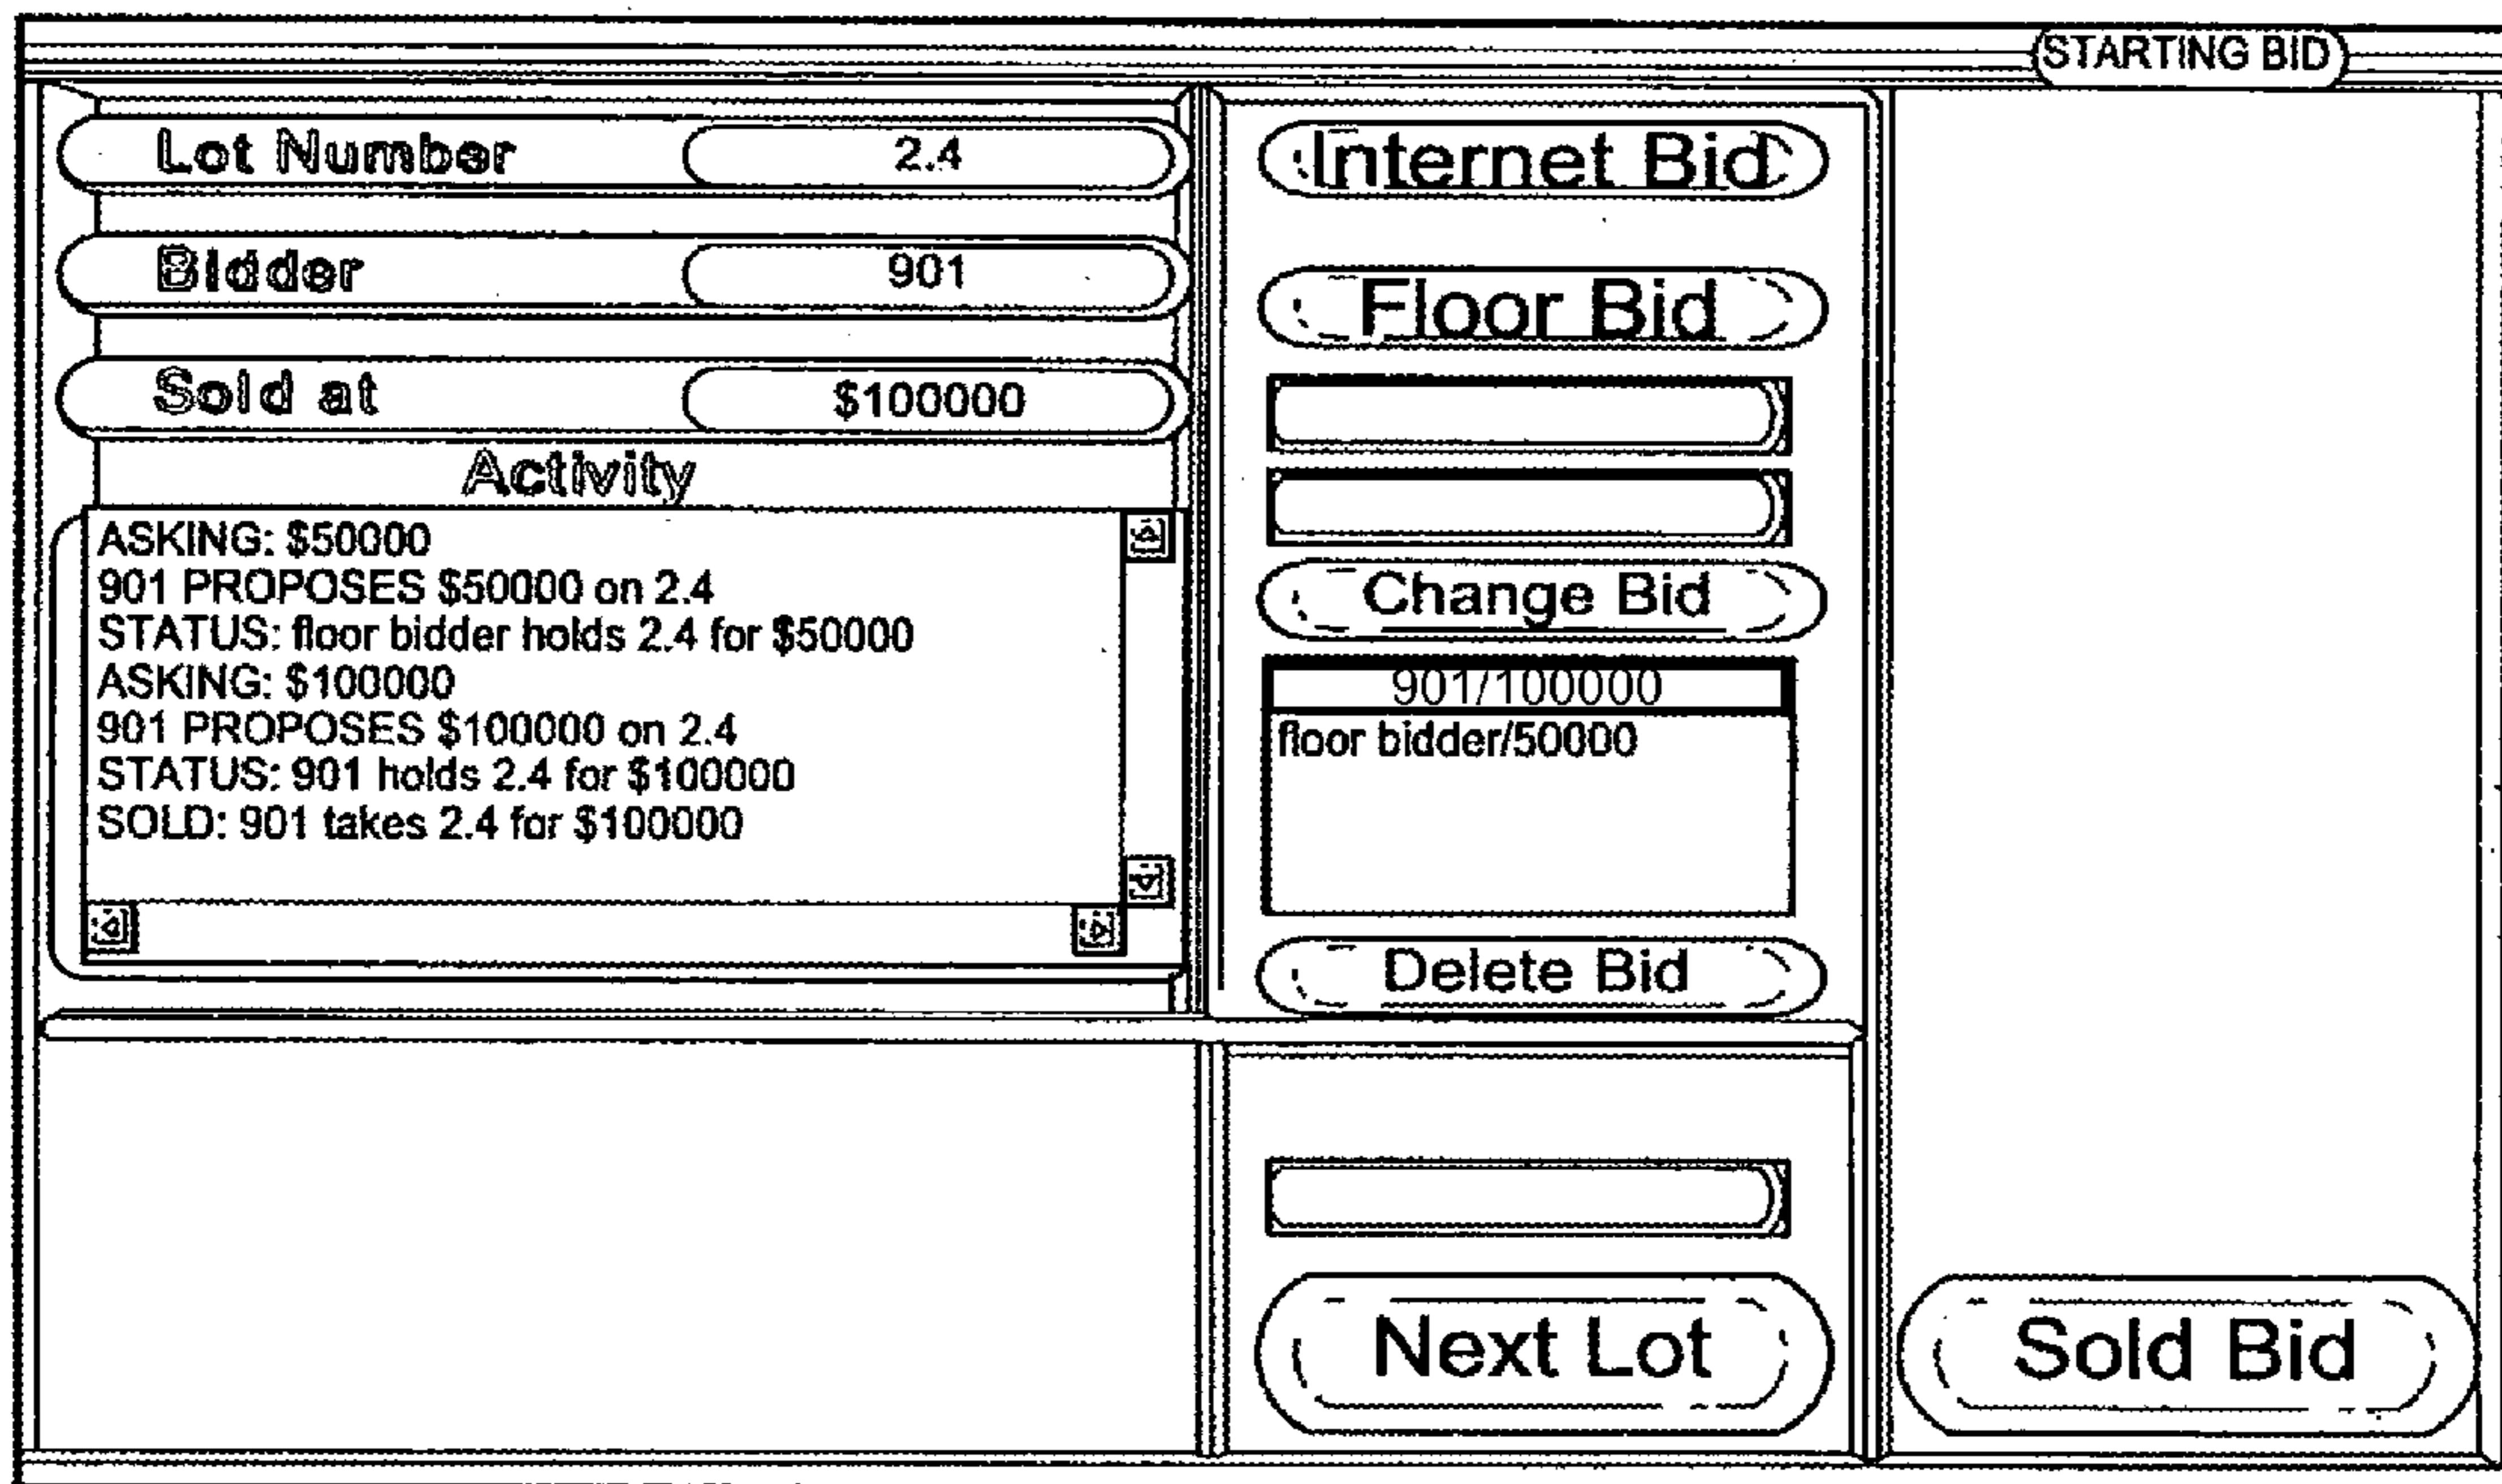 STARTING BID
Lot Number 2.4
Bidder 901
Sold at $100000
Activity
ASKING: $50000
901 PROPOSES $50000 on 2.4
STATUS: floor bidder holds 2.4 for $50000
ASKING: $100000
901 PROPOSES $100000 on 2.4
STATUS: 901 holds 2.4 for $100000
SOLD: 901 takes 2.4 for $100000
Internet Bid
Floor Bid
Change Bid
901/100000
floor bidder/50000
Delete Bid
Next Lot
Sold Bid